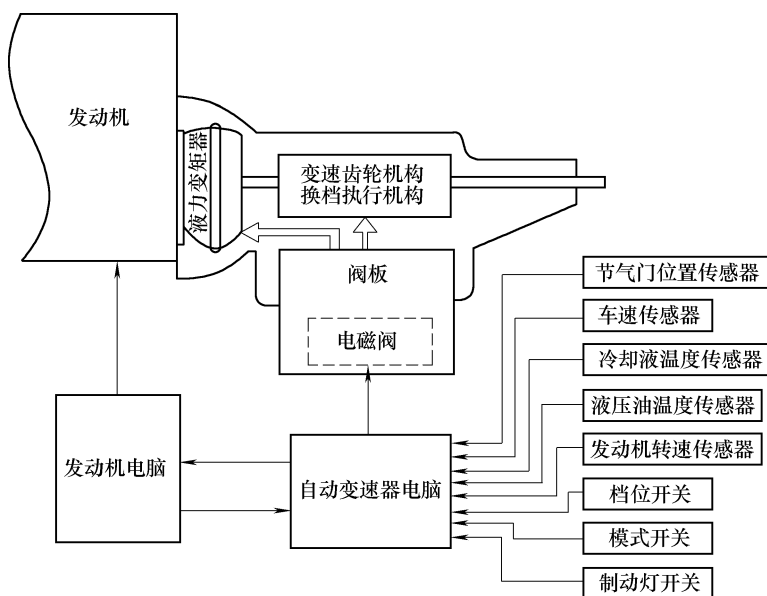 发动机
液力变矩器
变速齿轮机构
换档执行机构
阀板
电磁阀
节气门位置传感器
车速传感器
冷却液温度传感器
液压油温度传感器
发动机转速传感器
档位开关
模式开关
制动灯开关
发动机电脑
自动变速器电脑